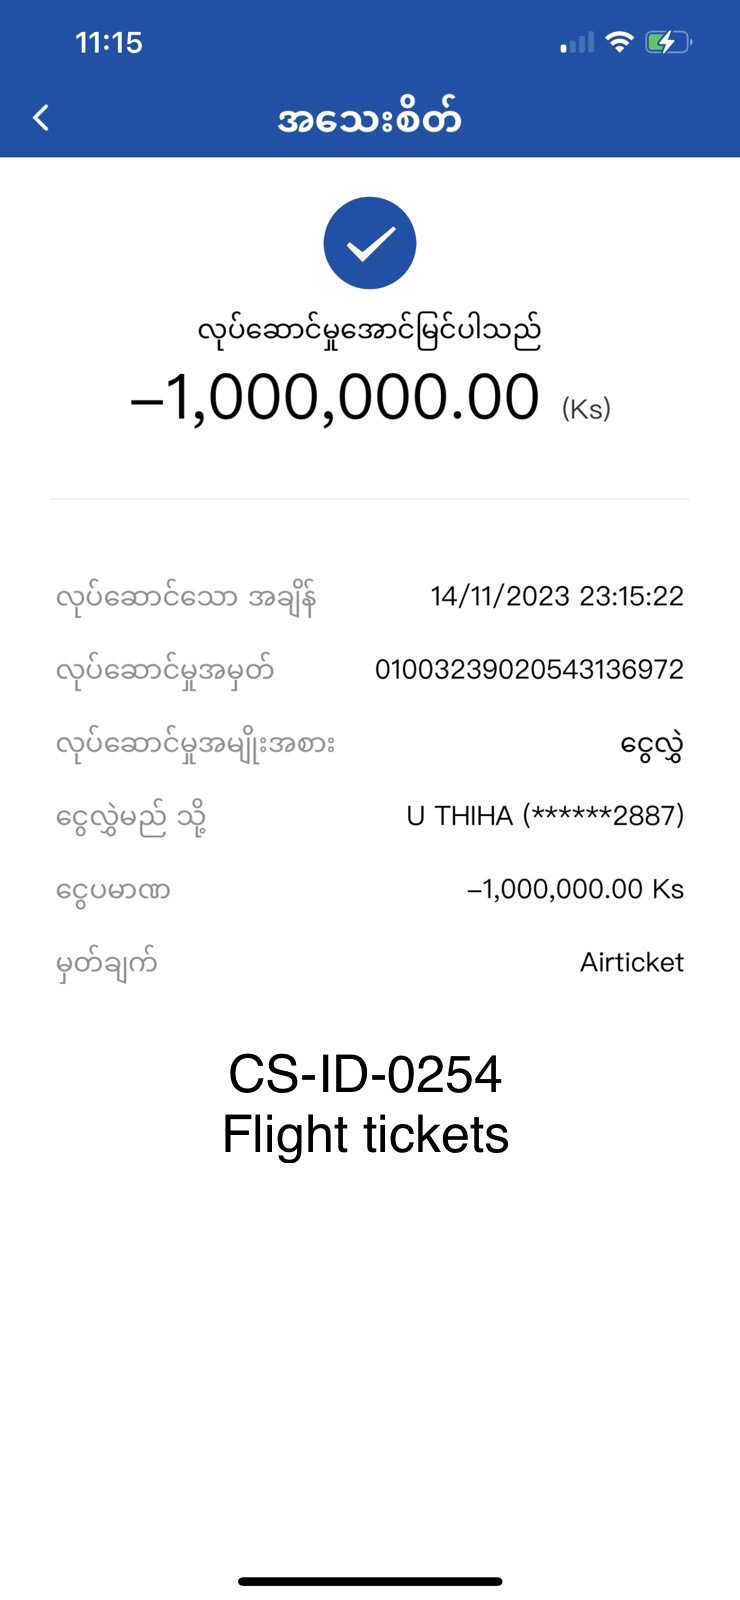 11:15
အသေးစိတ်
လုပ်ဆောင်မှုအောင်မြင်ပါသည်
–1,000,000.00 (Ks)
လုပ်ဆောင်သော အချိန် 14/11/2023 23:15:22
လုပ်ဆောင်မှုအမှတ် 01003239020543136972
လုပ်ဆောင်မှုအမျိုးအစား ငွေလွှဲ
ငွေလွှဲမည် သို့ U THIHA (******2887)
ငွေပမာဏ –1,000,000.00 Ks
မှတ်ချက် Airticket
CS-ID-0254
Flight tickets